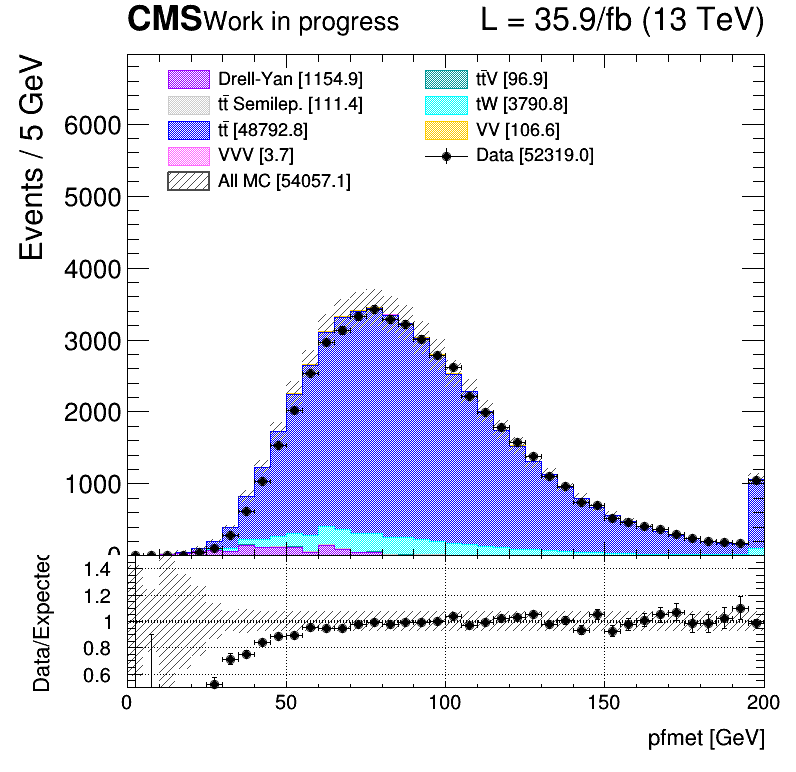 CMS Work in progress L = 35.9/fb (13 TeV)
Drell-Yan [1154.9] tt̄V [96.9]
tt̄ Semilep. [111.4] tW [3790.8]
tt̄ [48792.8] VV [106.6]
VVV [3.7] Data [52319.0]
All MC [54057.1]
Events / 5 GeV
6000
5000
4000
3000
2000
1000
0
Data/Expected
1.4
1.2
1
0.8
0.6
0 50 100 150 200
pfmet [GeV]